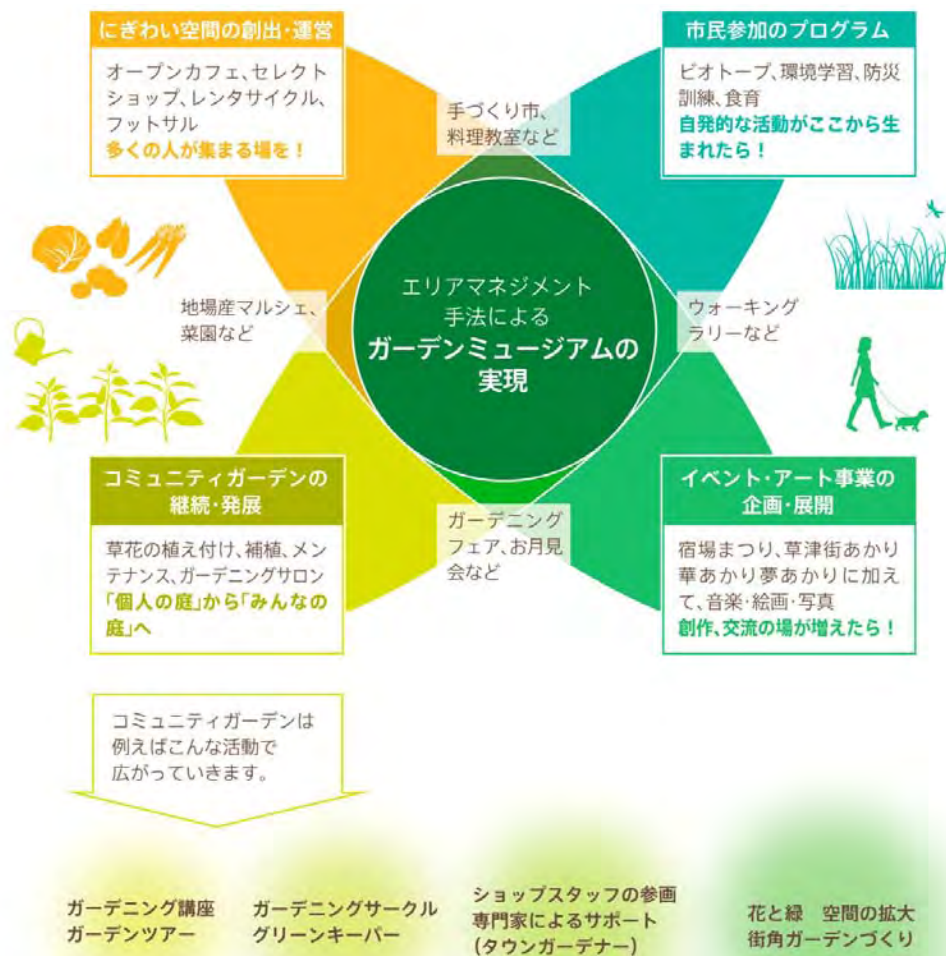 にぎわい空間の創出・運営
オープンカフェ、セレクト
ショップ、レンタサイクル、
フットサル
多くの人が集まる場を！
手づくり市、
料理教室など
市民参加のプログラム
ビオトープ、環境学習、防災
訓練、食育
自発的な活動がここから生
まれたら！
地場産マルシェ、
菜園など
エリアマネジメント
手法による
ガーデンミュージアムの
実現
ウォーキング
ラリーなど
コミュニティガーデンの
継続・発展
草花の植え付け、補植、メン
テナンス、ガーデニングサロン
「個人の庭」から「みんなの
庭」へ
ガーデニング
フェア、お月見
会など
イベント・アート事業の
企画・展開
宿場まつり、草津街あかり
華あかり夢あかりに加え
て、音楽・絵画・写真
創作、交流の場が増えたら！
コミュニティガーデンは
例えばこんな活動で
広がっていきます。
ガーデニング講座
ガーデンツアー
ガーデニングサークル
グリーンキーパー
ショップスタッフの参画
専門家によるサポート
(タウンガーデナー)
花と緑　空間の拡大
街角ガーデンづくり